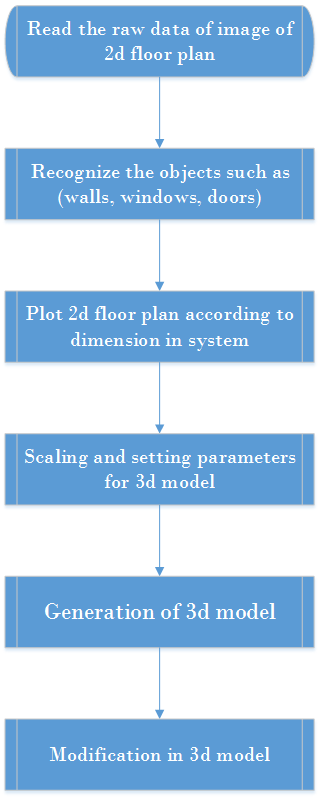 Read the raw data of image of
2d floor plan
Recognize the objects such as
(walls, windows, doors)
Plot 2d floor plan according to
dimension in system
Scaling and setting parameters
for 3d model
Generation of 3d model
Modification in 3d model